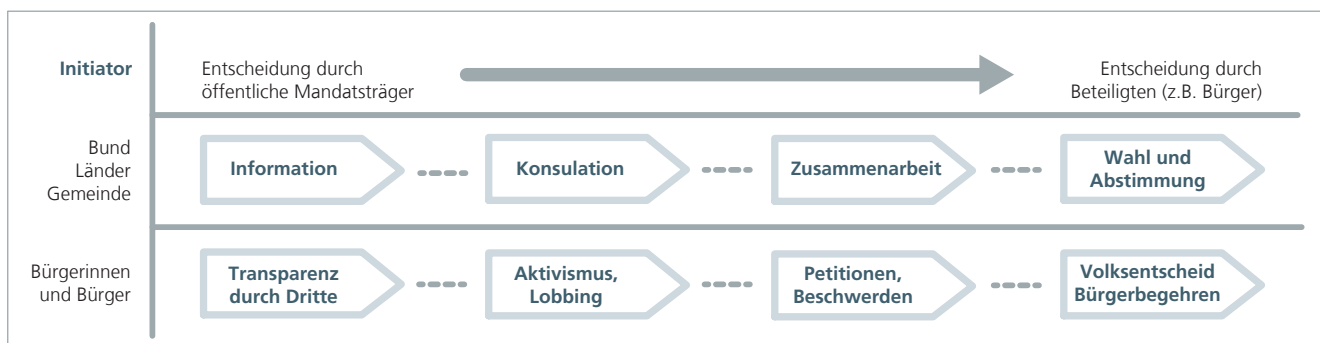 Initiator
Entscheidung durch
öffentliche Mandatsträger
Entscheidung durch
Beteiligten (z.B. Bürger)
Bund
Länder
Gemeinde
Information
Konsulation
Zusammenarbeit
Wahl und
Abstimmung
Bürgerinnen
und Bürger
Transparenz
durch Dritte
Aktivismus,
Lobbing
Petitionen,
Beschwerden
Volksentscheid
Bürgerbegehren